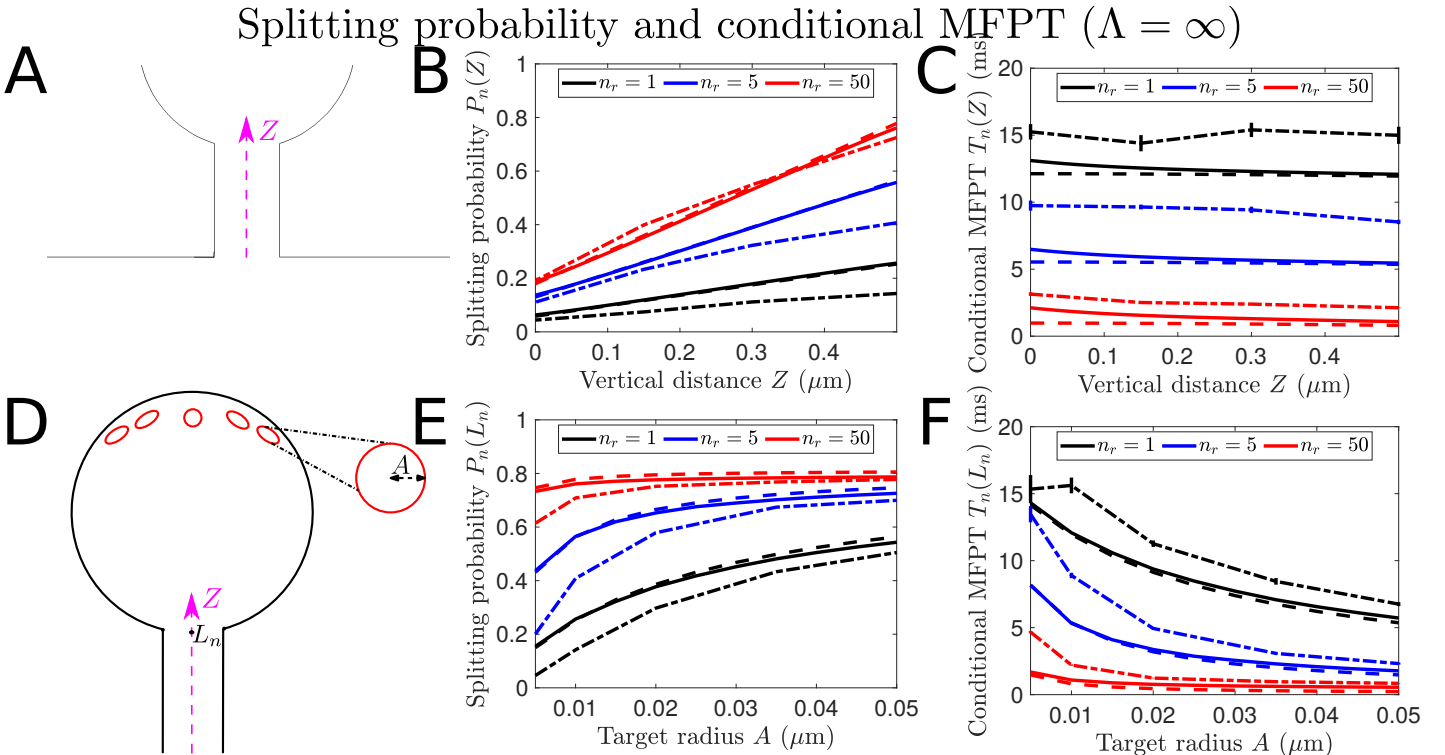 Splitting probability and conditional MFPT (Λ = ∞)
A
Z
B
Splitting probability P_n(Z)
n_r = 1 n_r = 5 n_r = 50
1
0.8
0.6
0.4
0.2
0
0 0.1 0.2 0.3 0.4
Vertical distance Z (μm)
C
Conditional MFPT T_n(Z) (ms)
n_r = 1 n_r = 5 n_r = 50
20
15
10
5
0
0 0.1 0.2 0.3 0.4
Vertical distance Z (μm)
D
A
Z
L_n
E
Splitting probability P_n(L_n)
n_r = 1 n_r = 5 n_r = 50
1
0.8
0.6
0.4
0.2
0
0.01 0.02 0.03 0.04 0.05
Target radius A (μm)
F
Conditional MFPT T_n(L_n) (ms)
n_r = 1 n_r = 5 n_r = 50
20
15
10
5
0
0.01 0.02 0.03 0.04 0.05
Target radius A (μm)